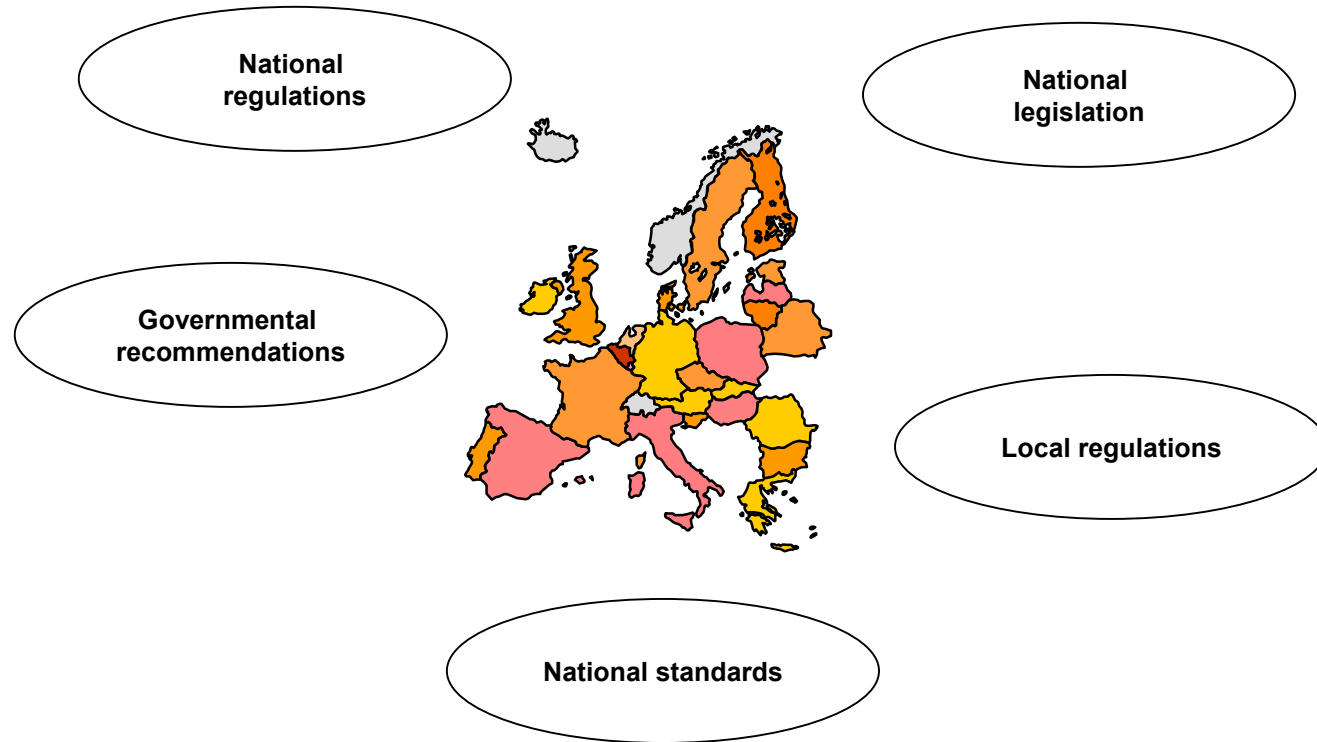 National
regulations
National
legislation
Governmental
recommendations
Local regulations
National standards